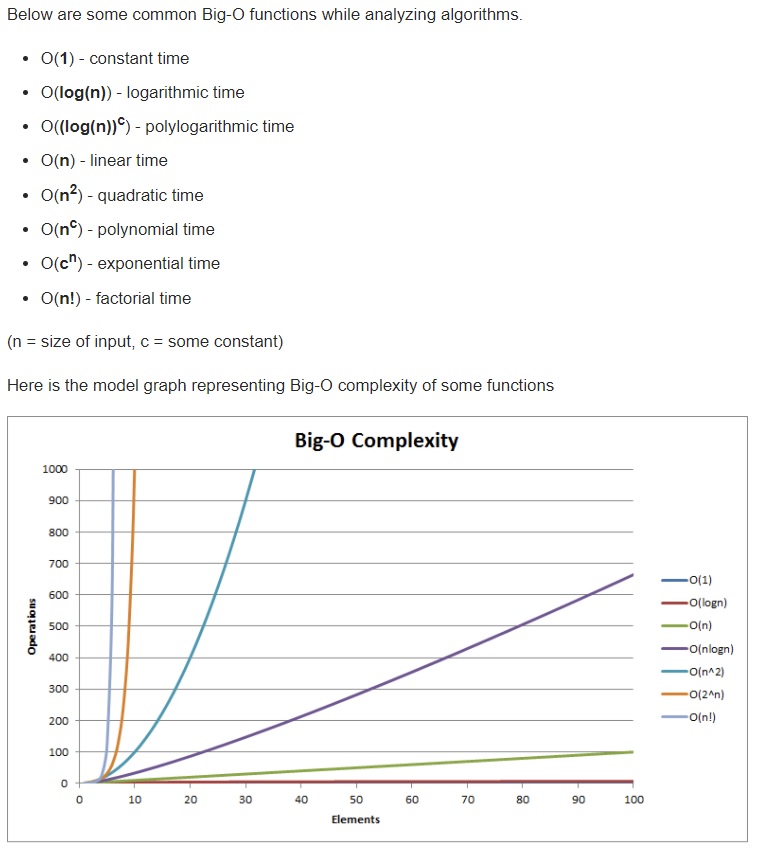 Below are some common Big-O functions while analyzing algorithms.
• O(1) - constant time
• O(log(n)) - logarithmic time
• O((log(n))ᶜ) - polylogarithmic time
• O(n) - linear time
• O(n²) - quadratic time
• O(nᶜ) - polynomial time
• O(cⁿ) - exponential time
• O(n!) - factorial time
(n = size of input, c = some constant)
Here is the model graph representing Big-O complexity of some functions
Big-O Complexity
1000
900
800
700
600
500
400
300
200
100
0
Operations
0 10 20 30 40 50 60 70 80 90 100
Elements
O(1)
O(logn)
O(n)
O(nlogn)
O(n^2)
O(2^n)
O(n!)